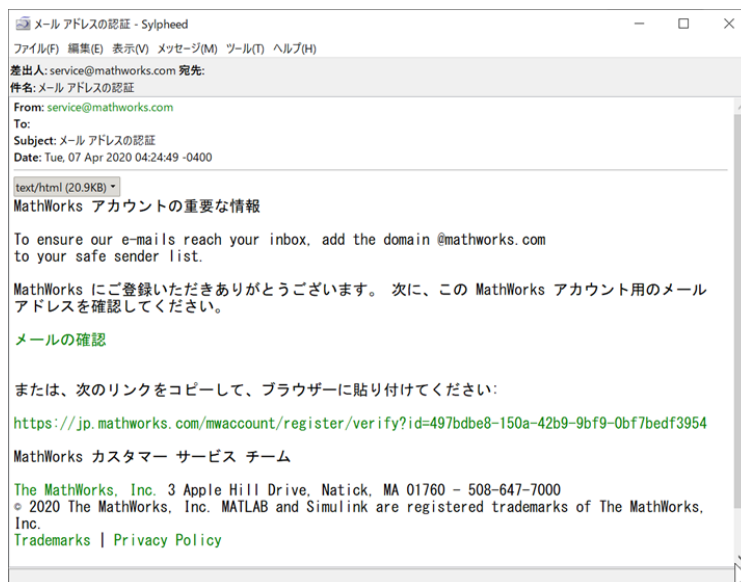 メール アドレスの認証 - Sylpheed
ファイル(F) 編集(E) 表示(V) メッセージ(M) ツール(T) ヘルプ(H)
差出人: service@mathworks.com 宛先:
件名: メール アドレスの認証
From: service@mathworks.com
To:
Subject: メール アドレスの認証
Date: Tue, 07 Apr 2020 04:24:49 -0400
text/html (20.9KB)
MathWorks アカウントの重要な情報
To ensure our e-mails reach your inbox, add the domain @mathworks.com
to your safe sender list.
MathWorks にご登録いただきありがとうございます。 次に、この MathWorks アカウント用のメール
アドレスを確認してください。
メールの確認
または、次のリンクをコピーして、ブラウザーに貼り付けてください:
https://jp.mathworks.com/mwaccount/register/verify?id=497bdbe8-150a-42b9-9bf9-0bf7bedf3954
MathWorks カスタマー サービス チーム
The MathWorks, Inc. 3 Apple Hill Drive, Natick, MA 01760 - 508-647-7000
© 2020 The MathWorks, Inc. MATLAB and Simulink are registered trademarks of The MathWorks,
Inc.
Trademarks | Privacy Policy